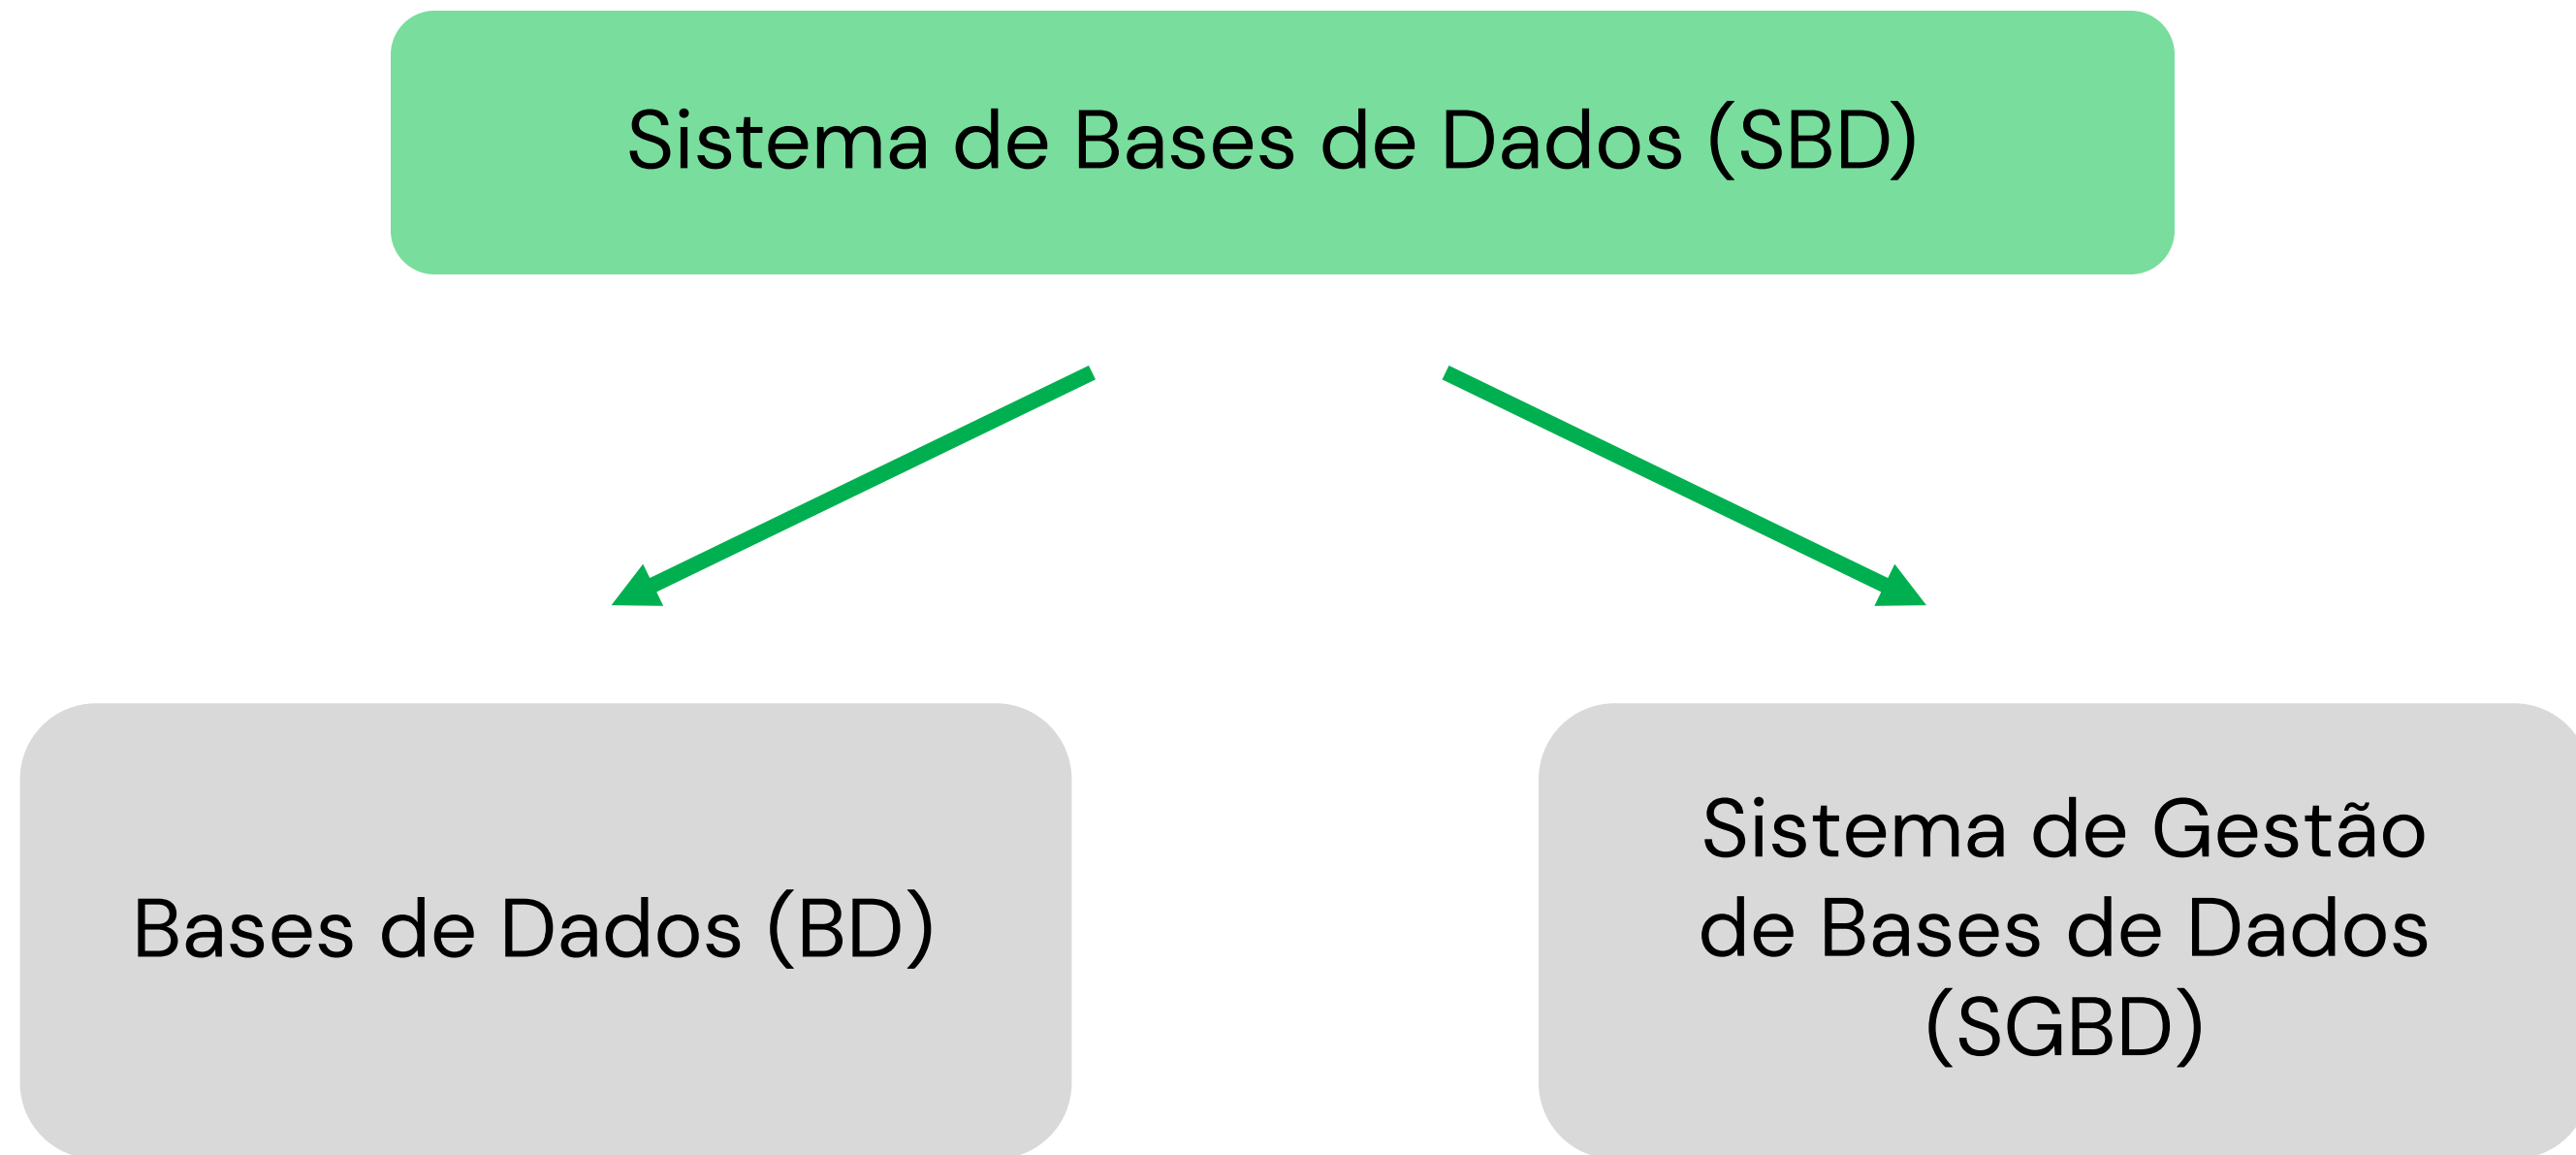 Sistema de Bases de Dados (SBD)
Bases de Dados (BD)
Sistema de Gestão
de Bases de Dados
(SGBD)